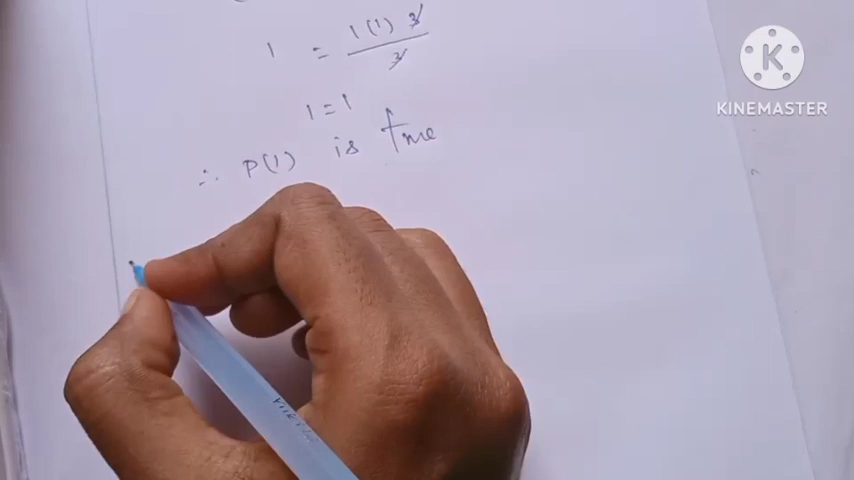 1 = 1(1) 3 / 3
1 = 1
∴ P(1) is true
K
KINEMASTER